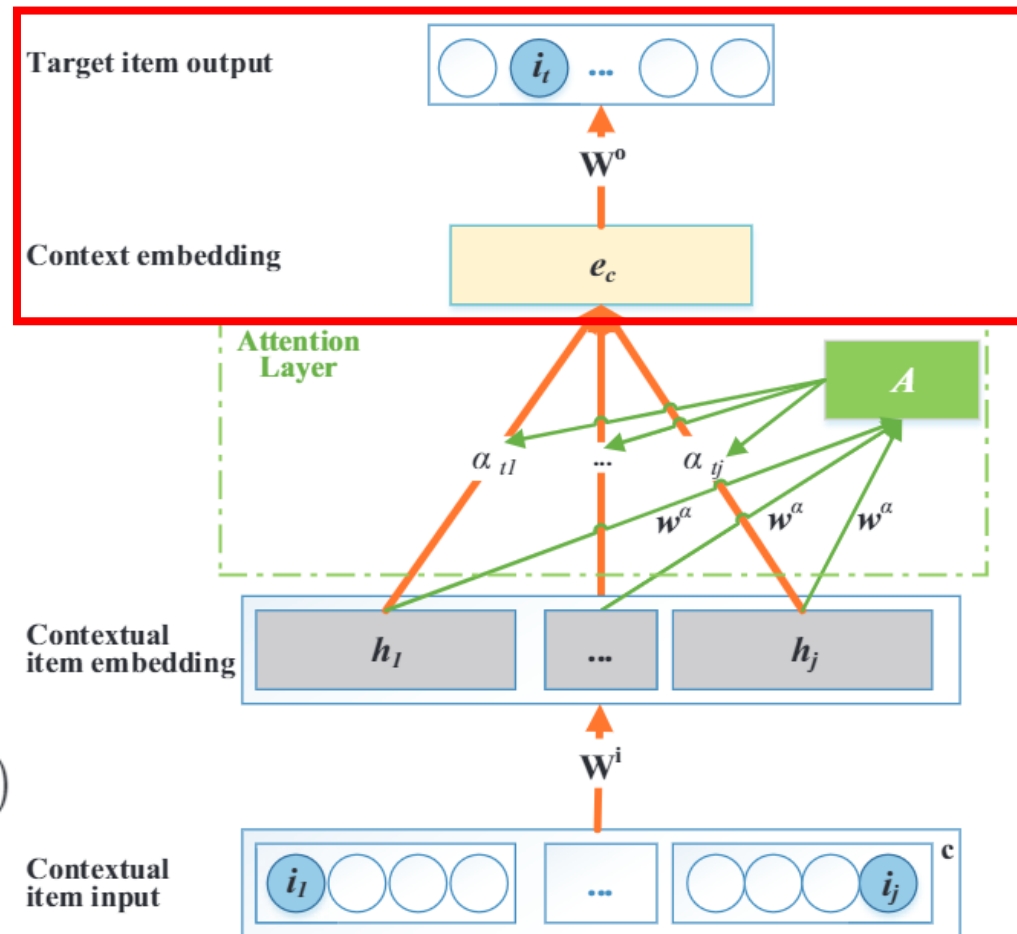 Target item output
i_t ...
W^o
Context embedding
e_c
Attention
Layer
A
α_t1 ... α_tj
w^α w^α w^α
Contextual
item embedding
h_1 ... h_j
W^i
)
c
Contextual
item input
i_1 ... i_j